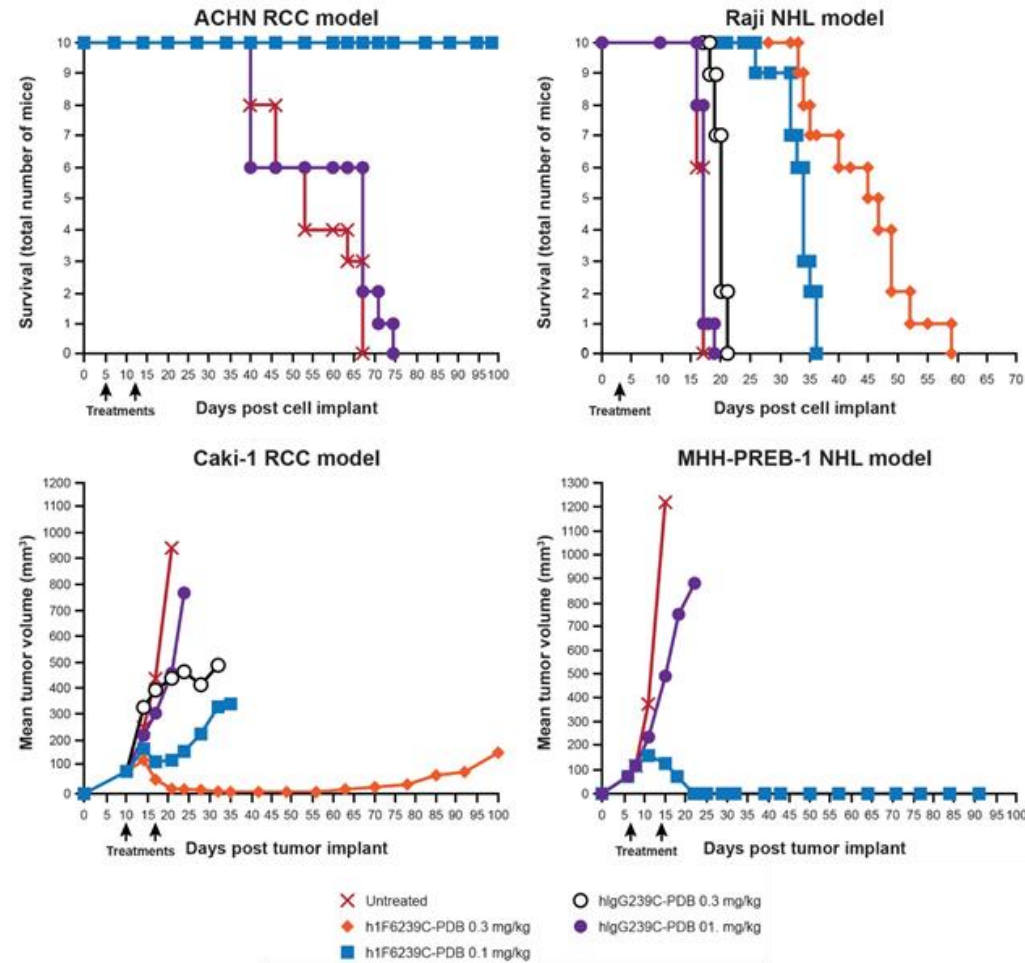 ACHN RCC model
Survival (total number of mice)
10
9
8
7
6
5
4
3
2
1
0
0 5 10 15 20 25 30 35 40 45 50 55 60 65 70 75 80 85 90 95 100
Treatments
Days post cell implant
Raji NHL model
Survival (total number of mice)
10
9
8
7
6
5
4
3
2
1
0
0 5 10 15 20 25 30 35 40 45 50 55 60 65 70
Treatment
Days post cell implant
Caki-1 RCC model
Mean tumor volume (mm³)
1200
1100
1000
900
800
700
600
500
400
300
200
100
0
0 5 10 15 20 25 30 35 40 45 50 55 60 65 70 75 80 85 90 95 100
Treatments
Days post tumor implant
MHH-PREB-1 NHL model
Mean tumor volume (mm³)
1300
1200
1100
1000
900
800
700
600
500
400
300
200
100
0
0 5 10 15 20 25 30 35 40 45 50 55 60 65 70 75 80 85 90 95 100
Treatment
Days post tumor implant
Untreated
h1F6239C-PDB 0.3 mg/kg
h1F6239C-PDB 0.1 mg/kg
hIgG239C-PDB 0.3 mg/kg
hIgG239C-PDB 01. mg/kg